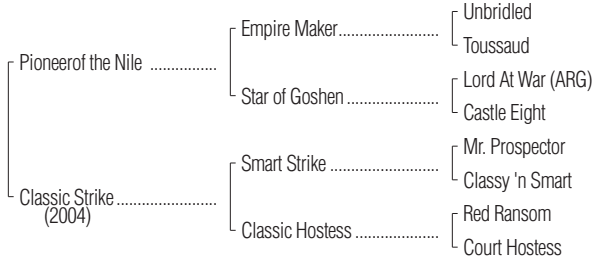 Unbridled
Empire Maker....................
Toussaud
Pioneerof the Nile ................
Lord At War (ARG)
Star of Goshen ....................
Castle Eight
Mr. Prospector
Smart Strike .......................
Classy 'n Smart
Classic Strike .......................
(2004)
Red Ransom
Classic Hostess ..................
Court Hostess